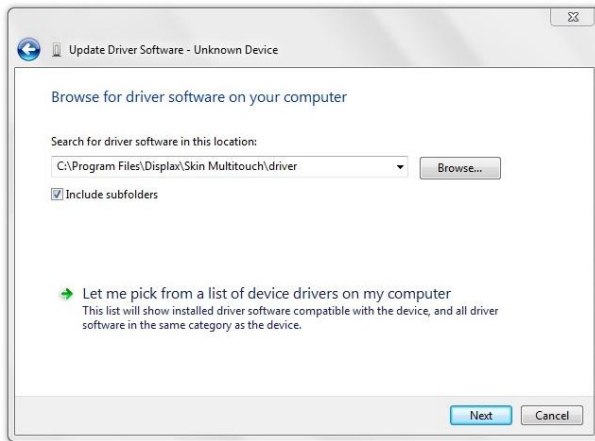 Update Driver Software - Unknown Device
Browse for driver software on your computer
Search for driver software in this location:
C:\Program Files\Displax\Skin Multitouch\driver
Browse...
Include subfolders
Let me pick from a list of device drivers on my computer
This list will show installed driver software compatible with the device, and all driver
software in the same category as the device.
Next
Cancel